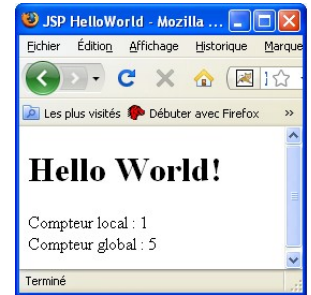 JSP HelloWorld - Mozilla ...
Fichier Édition Affichage Historique Marque
Les plus visités Débuter avec Firefox »
Hello World!
Compteur local : 1
Compteur global : 5
Terminé